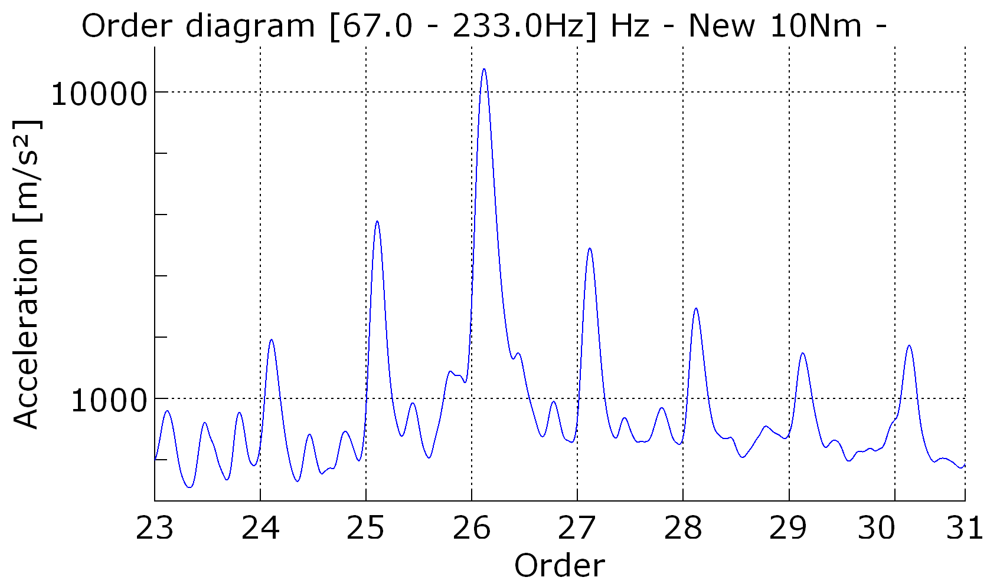 Order diagram [67.0 - 233.0Hz] Hz - New 10Nm -
10000
1000
Acceleration [m/s²]
23 24 25 26 27 28 29 30 31
Order